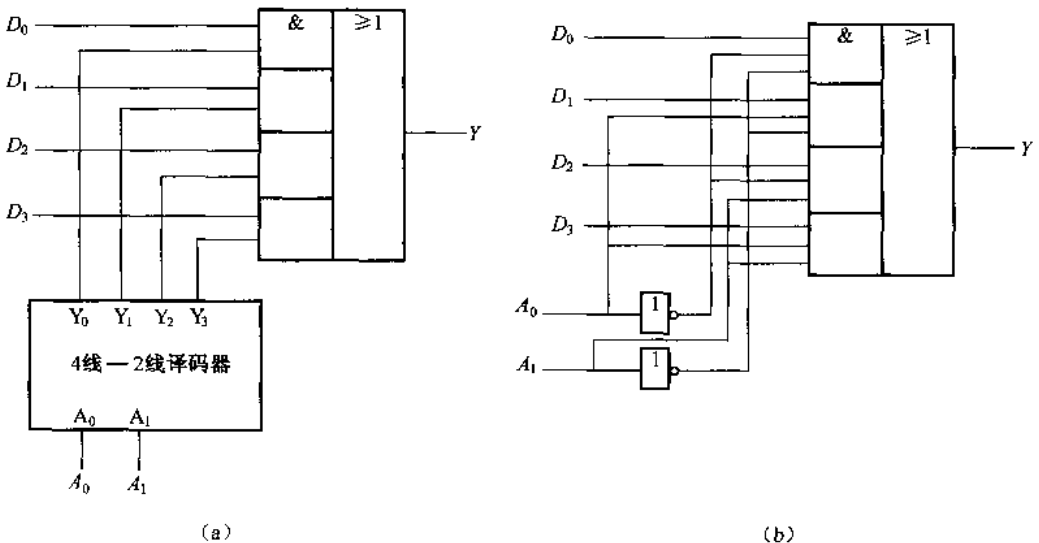 D₀
&
≥1
D₁
D₂
D₃
Y
Y₀ Y₁ Y₂ Y₃
4线—2线译码器
A₀ A₁
A₀ A₁
(a)
D₀
&
≥1
D₁
D₂
D₃
Y
A₀
1
A₁
1
(b)